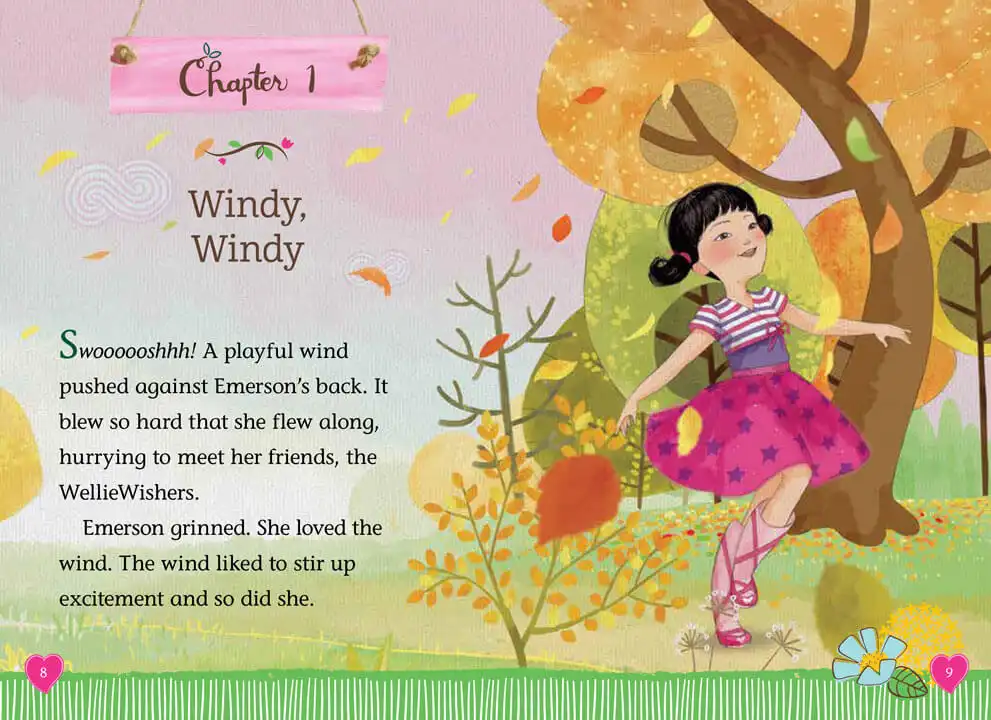 Chapter 1
Windy,
Windy
Swoooooshhh! A playful wind
pushed against Emerson’s back. It
blew so hard that she flew along,
hurrying to meet her friends, the
WellieWishers.
Emerson grinned. She loved the
wind. The wind liked to stir up
excitement and so did she.
8
9